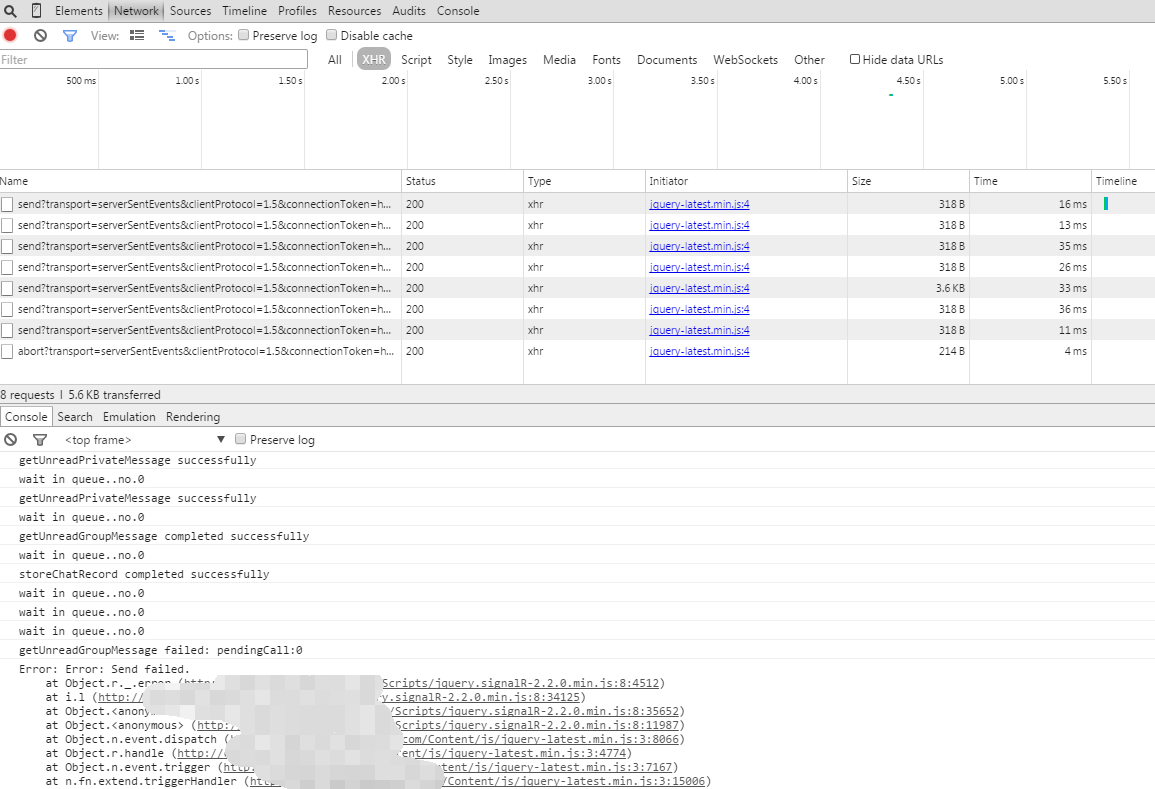 Elements Network Sources Timeline Profiles Resources Audits Console
View: Options: Preserve log Disable cache
Filter All XHR Script Style Images Media Fonts Documents WebSockets Other Hide data URLs
500 ms 1.00 s 1.50 s 2.00 s 2.50 s 3.00 s 3.50 s 4.00 s 4.50 s 5.00 s 5.50 s
Name Status Type Initiator Size Time Timeline
send?transport=serverSentEvents&clientProtocol=1.5&connectionToken=h... 200 xhr jquery-latest.min.js:4 318 B 16 ms
send?transport=serverSentEvents&clientProtocol=1.5&connectionToken=h... 200 xhr jquery-latest.min.js:4 318 B 13 ms
send?transport=serverSentEvents&clientProtocol=1.5&connectionToken=h... 200 xhr jquery-latest.min.js:4 318 B 35 ms
send?transport=serverSentEvents&clientProtocol=1.5&connectionToken=h... 200 xhr jquery-latest.min.js:4 318 B 26 ms
send?transport=serverSentEvents&clientProtocol=1.5&connectionToken=h... 200 xhr jquery-latest.min.js:4 3.6 KB 33 ms
send?transport=serverSentEvents&clientProtocol=1.5&connectionToken=h... 200 xhr jquery-latest.min.js:4 318 B 36 ms
send?transport=serverSentEvents&clientProtocol=1.5&connectionToken=h... 200 xhr jquery-latest.min.js:4 318 B 11 ms
abort?transport=serverSentEvents&clientProtocol=1.5&connectionToken=h... 200 xhr jquery-latest.min.js:4 214 B 4 ms
8 requests | 5.6 KB transferred
Console Search Emulation Rendering
<top frame> ▼ Preserve log
getUnreadPrivateMessage successfully
wait in queue..no.0
getUnreadPrivateMessage successfully
wait in queue..no.0
getUnreadGroupMessage completed successfully
wait in queue..no.0
storeChatRecord completed successfully
wait in queue..no.0
wait in queue..no.0
wait in queue..no.0
getUnreadGroupMessage failed: pendingCall:0
Error: Error: Send failed.
at Object.r._.error Scripts/jquery.signalR-2.2.0.min.js:8:4512)
at i.l (http:// y.signalR-2.2.0.min.js:8:34125)
at Object.<anony /Scripts/jquery.signalR-2.2.0.min.js:8:35652)
at Object.<anonymous> (http:/ /Scripts/jquery.signalR-2.2.0.min.js:8:11987)
at Object.n.event.dispatch ( com/Content/js/jquery-latest.min.js:3:8066)
at Object.r.handle (http:// ent/js/jquery-latest.min.js:3:4774)
at Object.n.event.trigger (http: ontent/js/jquery-latest.min.js:3:7167)
at n.fn.extend.triggerHandler (http /Content/js/jquery-latest.min.js:3:15006)